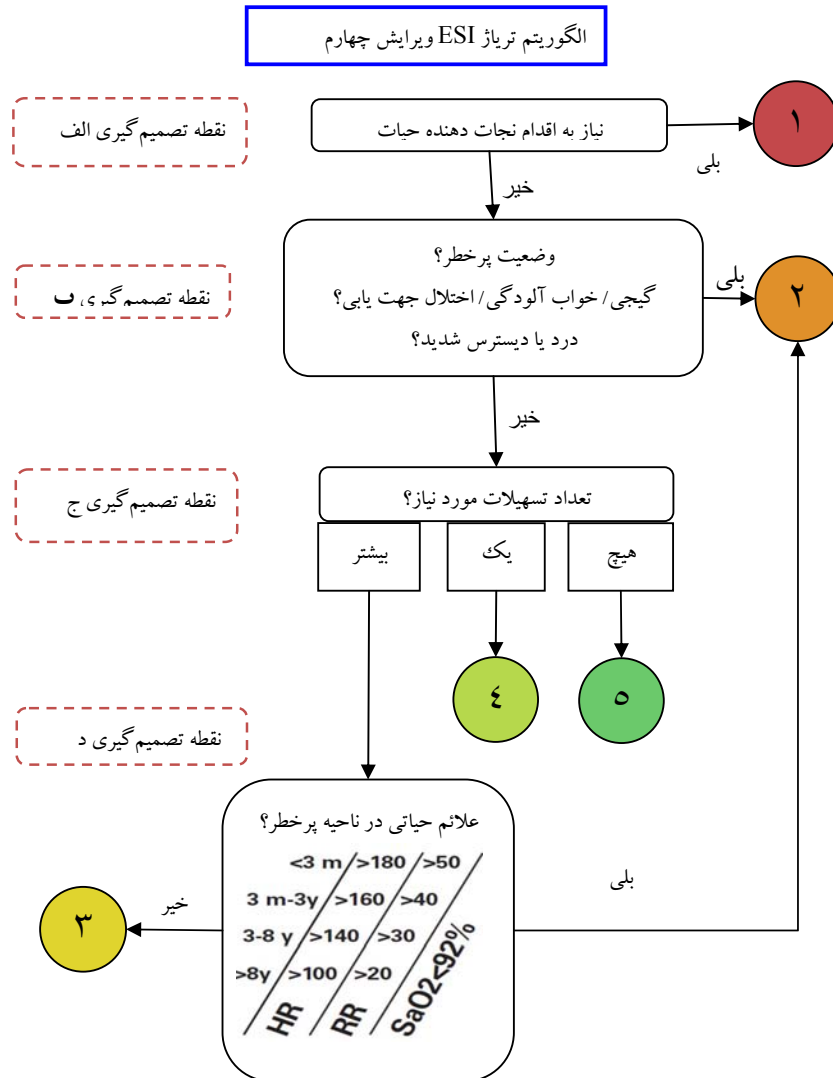 الگوریتم تریاژ ESI ویرایش چهارم
نقطه تصمیم‌گیری الف
نیاز به اقدام نجات دهنده حیات
بلی
۱
خیر
نقطه تصمیم‌گیری ب
وضعیت پرخطر؟
گیجی/ خواب آلودگی/ اختلال جهت یابی؟
درد یا دیسترس شدید؟
بلی
۲
خیر
نقطه تصمیم‌گیری ج
تعداد تسهیلات مورد نیاز؟
هیچ
یک
بیشتر
٤
٥
نقطه تصمیم‌گیری د
علائم حیاتی در ناحیه پرخطر؟
<3 m >180 >50
3 m-3y >160 >40
3-8 y >140 >30
>8y >100 >20
HR RR SaO2<92%
بلی
خیر
۳